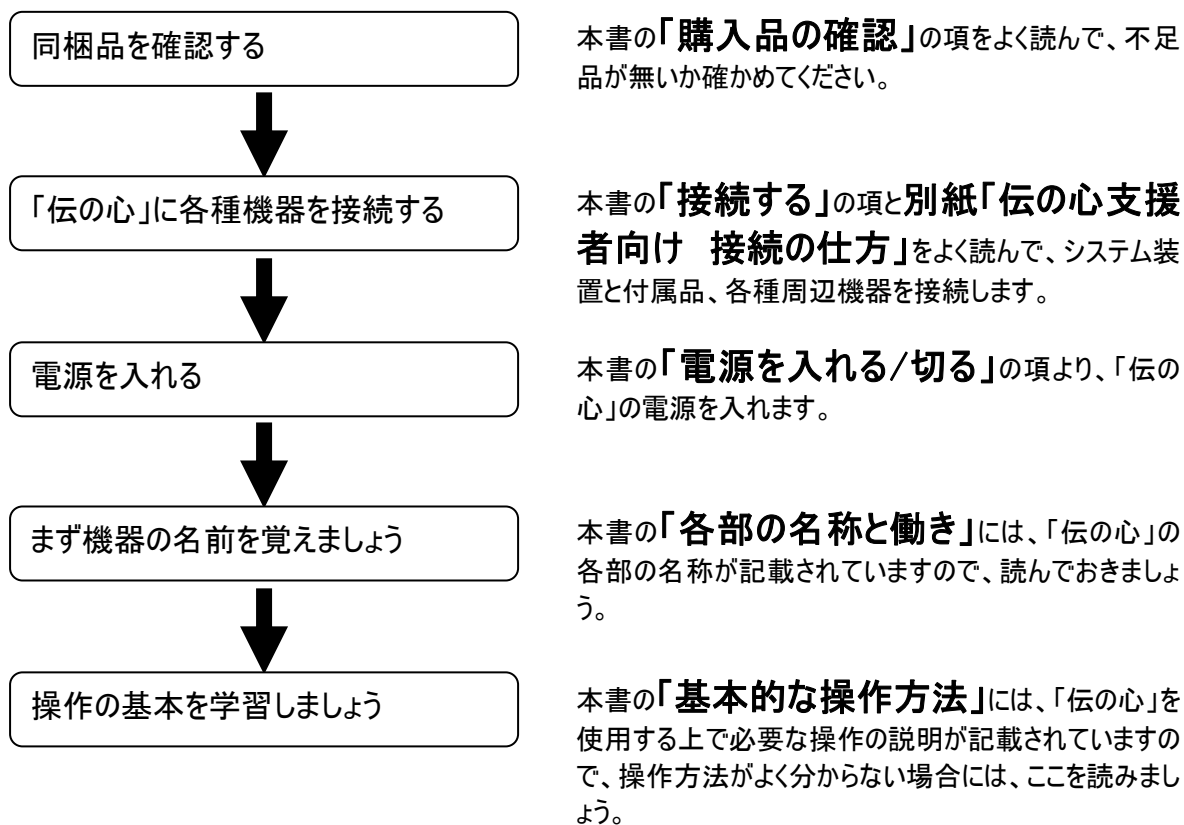 同梱品を確認する
本書の「購入品の確認」の項をよく読んで、不足
品が無いか確かめてください。
「伝の心」に各種機器を接続する
本書の「接続する」の項と別紙「伝の心支援
者向け　接続の仕方」をよく読んで、システム装
置と付属品、各種周辺機器を接続します。
電源を入れる
本書の「電源を入れる/切る」の項より、「伝の
心」の電源を入れます。
まず機器の名前を覚えましょう
本書の「各部の名称と働き」には、「伝の心」の
各部の名称が記載されていますので、読んでおきましょ
う。
操作の基本を学習しましょう
本書の「基本的な操作方法」には、「伝の心」を
使用する上で必要な操作の説明が記載されていますの
で、操作方法がよく分からない場合には、ここを読みまし
ょう。